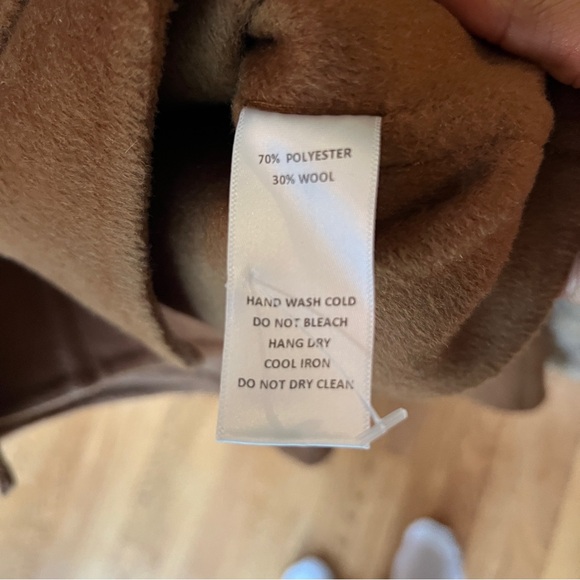 70% POLYESTER
30% WOOL
HAND WASH COLD
DO NOT BLEACH
HANG DRY
COOL IRON
DO NOT DRY CLEAN